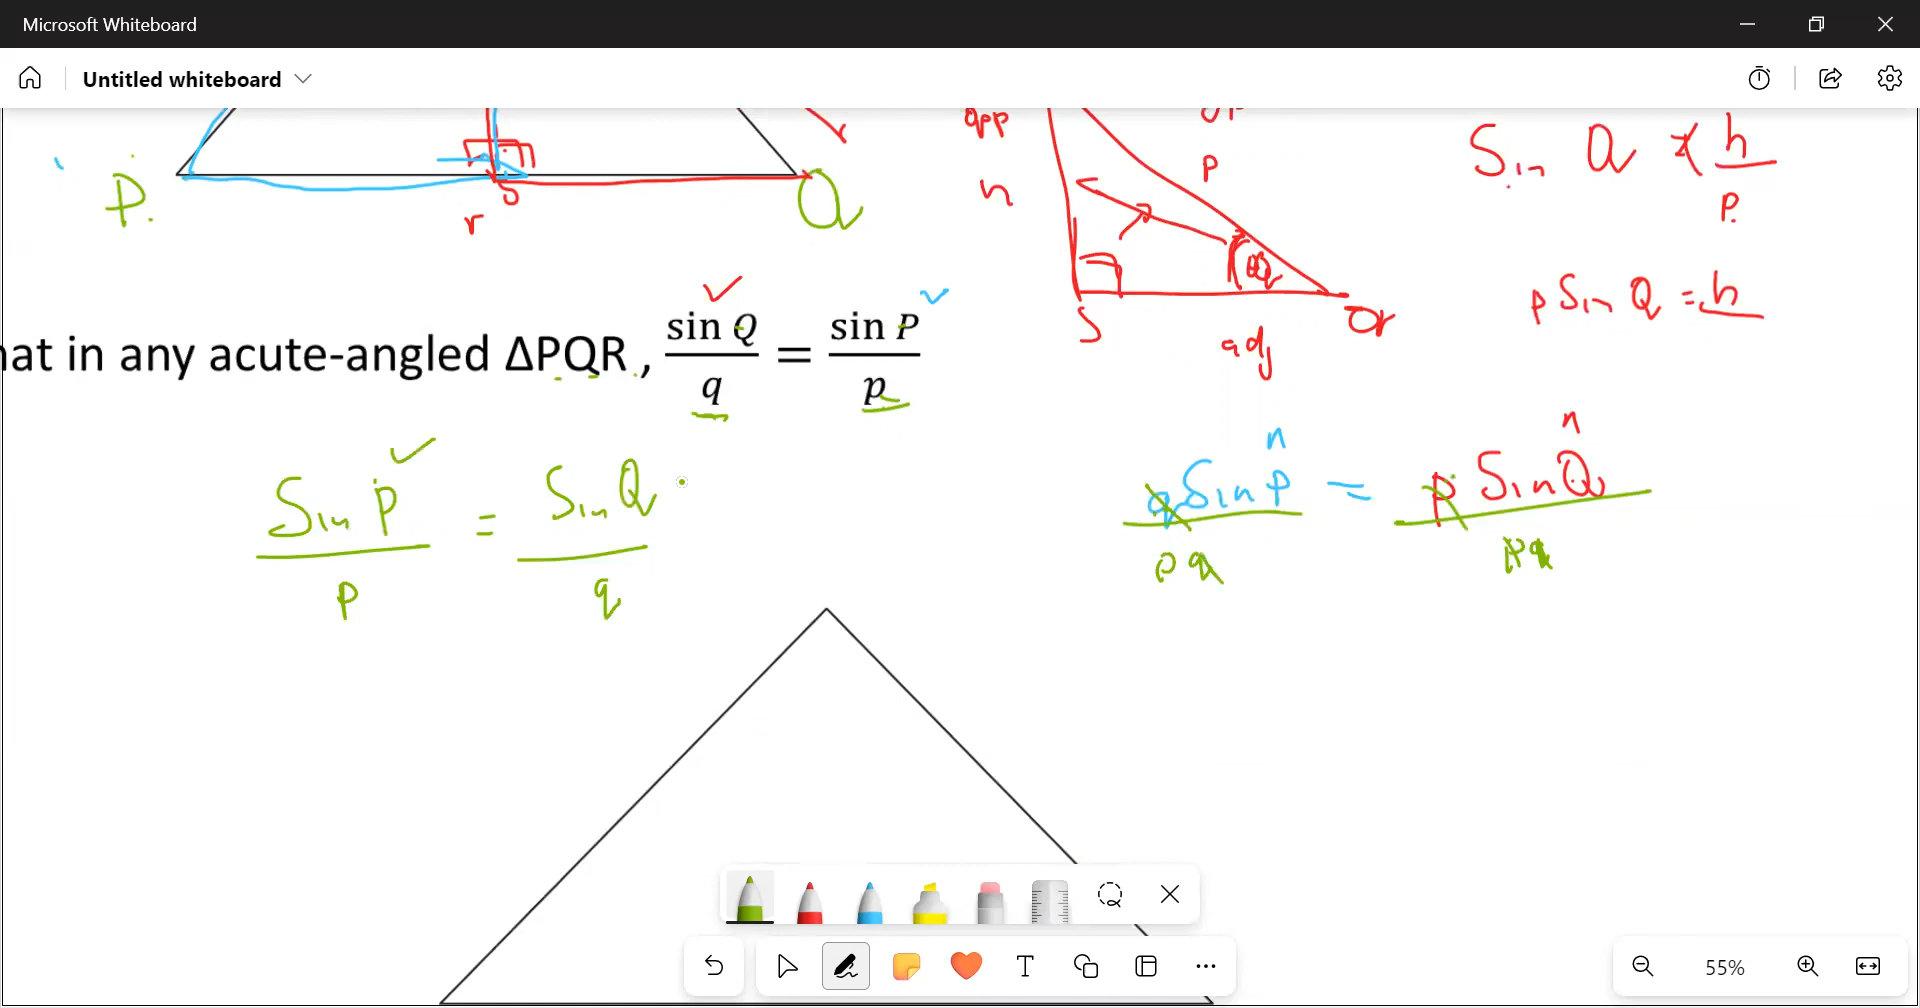 Microsoft Whiteboard
Untitled whiteboard
P
Q
S
r
r
opp
h
p
S
Q
adj
Sin Q × h / p
p Sin Q = h
hat in any acute-angled ΔPQR, sin Q / q = sin P / p
Sin P / p = Sin Q / q
q Sin P / pq = p Sin Q / pq
55%